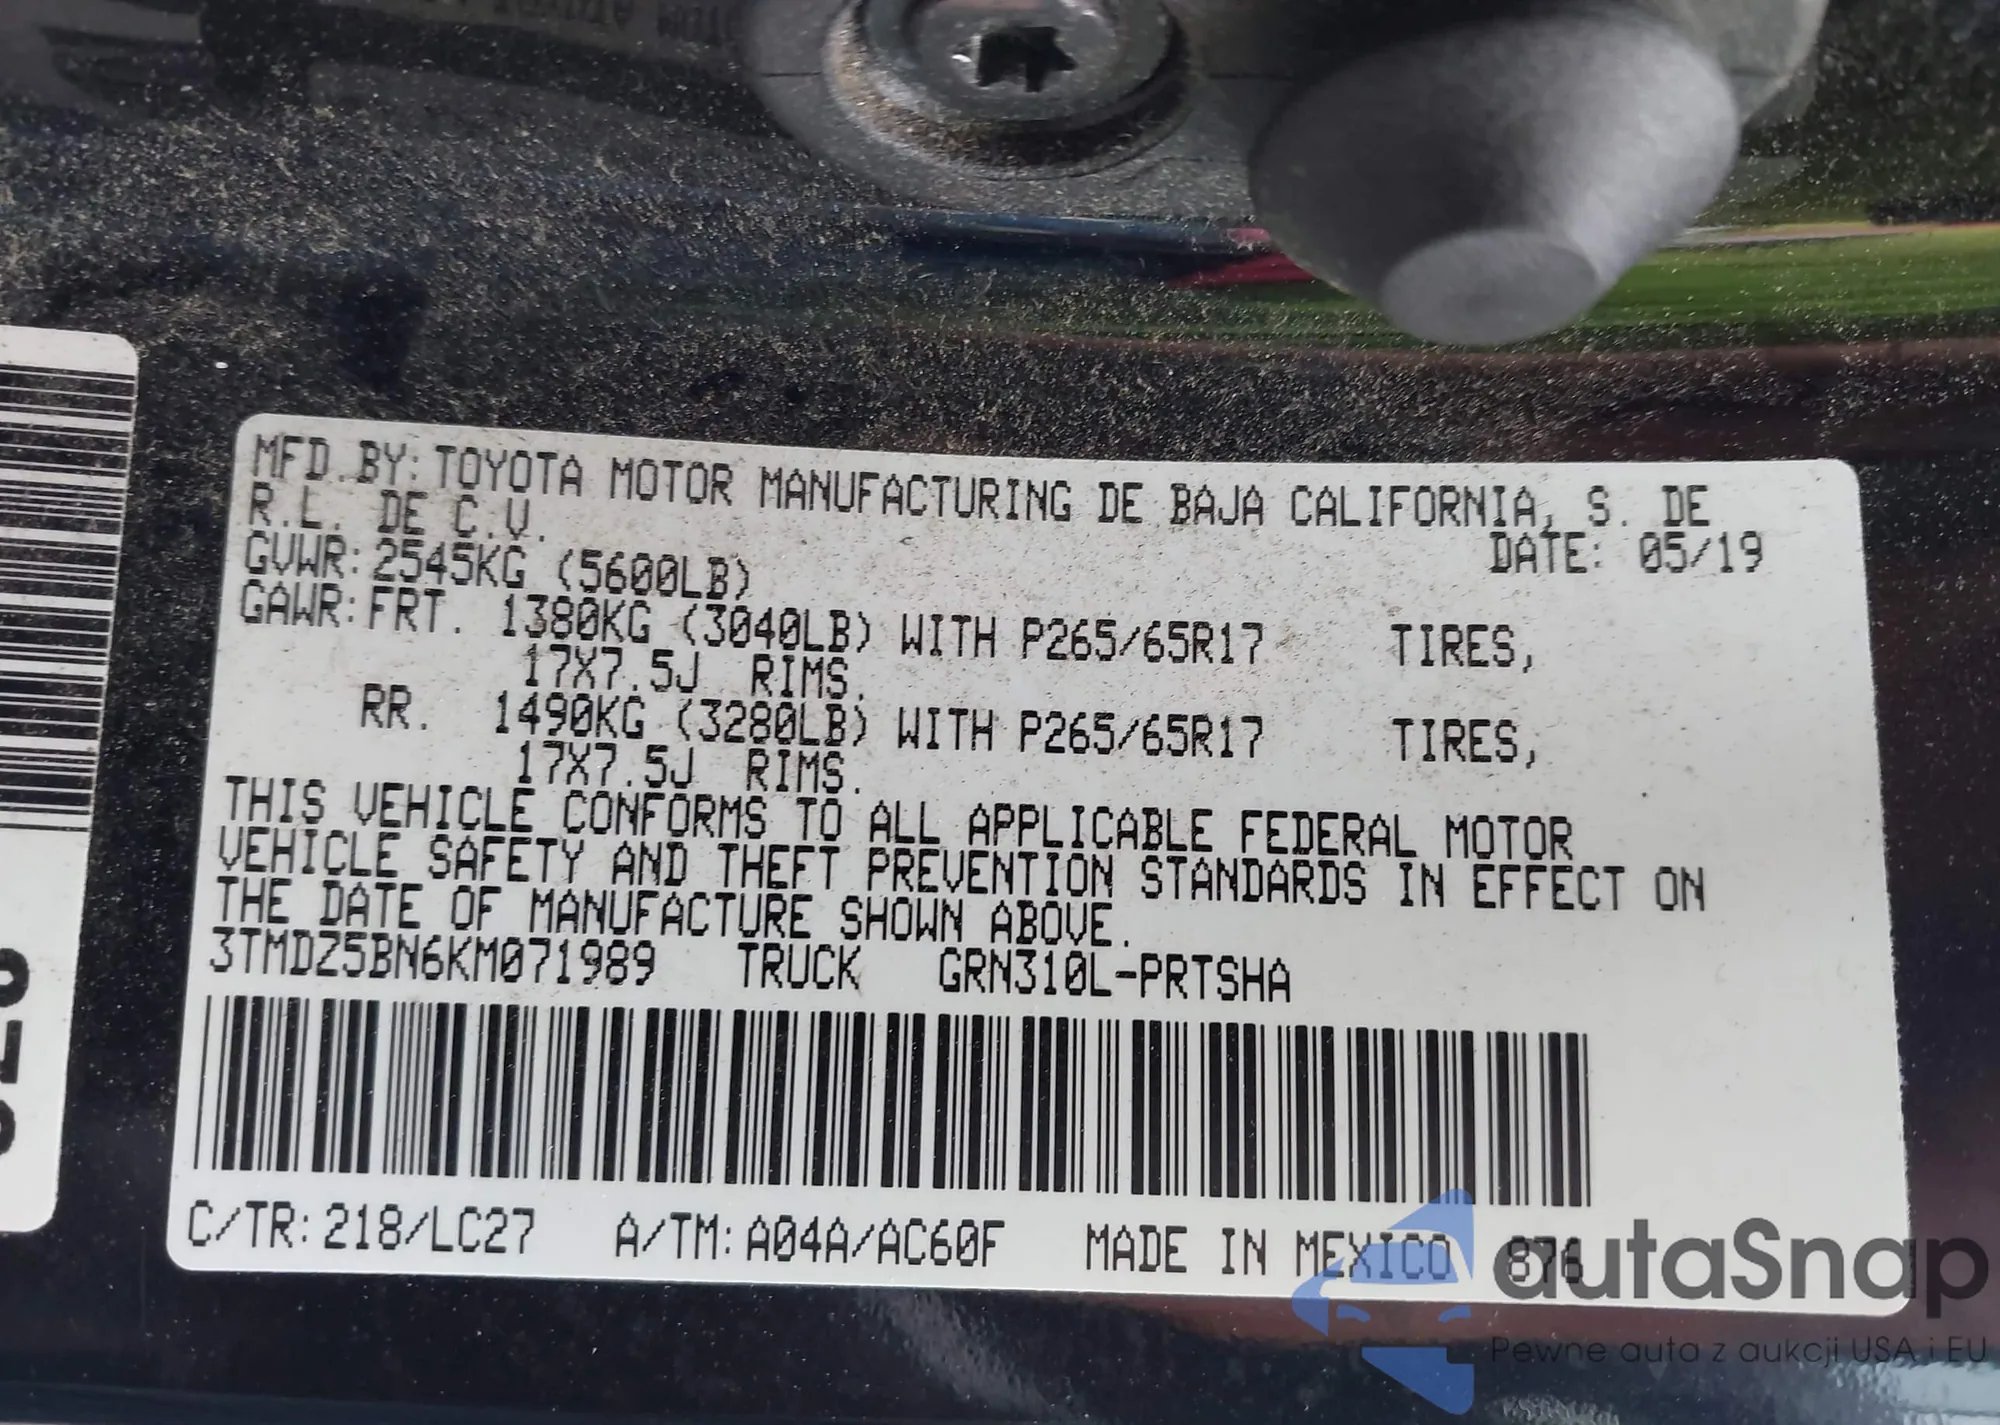 MFD.BY:TOYOTA MOTOR MANUFACTURING DE BAJA CALIFORNIA, S. DE
R.L. DE C.V.
DATE: 05/19
GVWR:2545KG (5600LB)
GAWR:FRT. 1380KG (3040LB) WITH P265/65R17 TIRES,
17X7.5J RIMS.
RR. 1490KG (3280LB) WITH P265/65R17 TIRES,
17X7.5J RIMS.
THIS VEHICLE CONFORMS TO ALL APPLICABLE FEDERAL MOTOR
VEHICLE SAFETY AND THEFT PREVENTION STANDARDS IN EFFECT ON
THE DATE OF MANUFACTURE SHOWN ABOVE.
3TMDZ5BN6KM071989 TRUCK GRN310L-PRTSHA
C/TR:218/LC27 A/TM:A04A/AC60F MADE IN MEXICO 876
autaSnap
Pewne auta z aukcji USA i EU